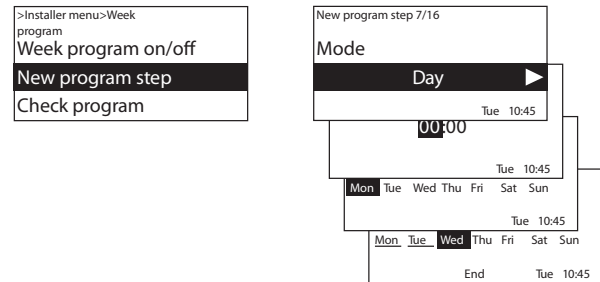 >Installer menu>Week
program
Week program on/off
New program step
Check program
New program step 7/16
Mode
Day
Tue 10:45
00:00
Tue 10:45
Mon Tue Wed Thu Fri Sat Sun
Tue 10:45
Mon Tue Wed Thu Fri Sat Sun
End Tue 10:45